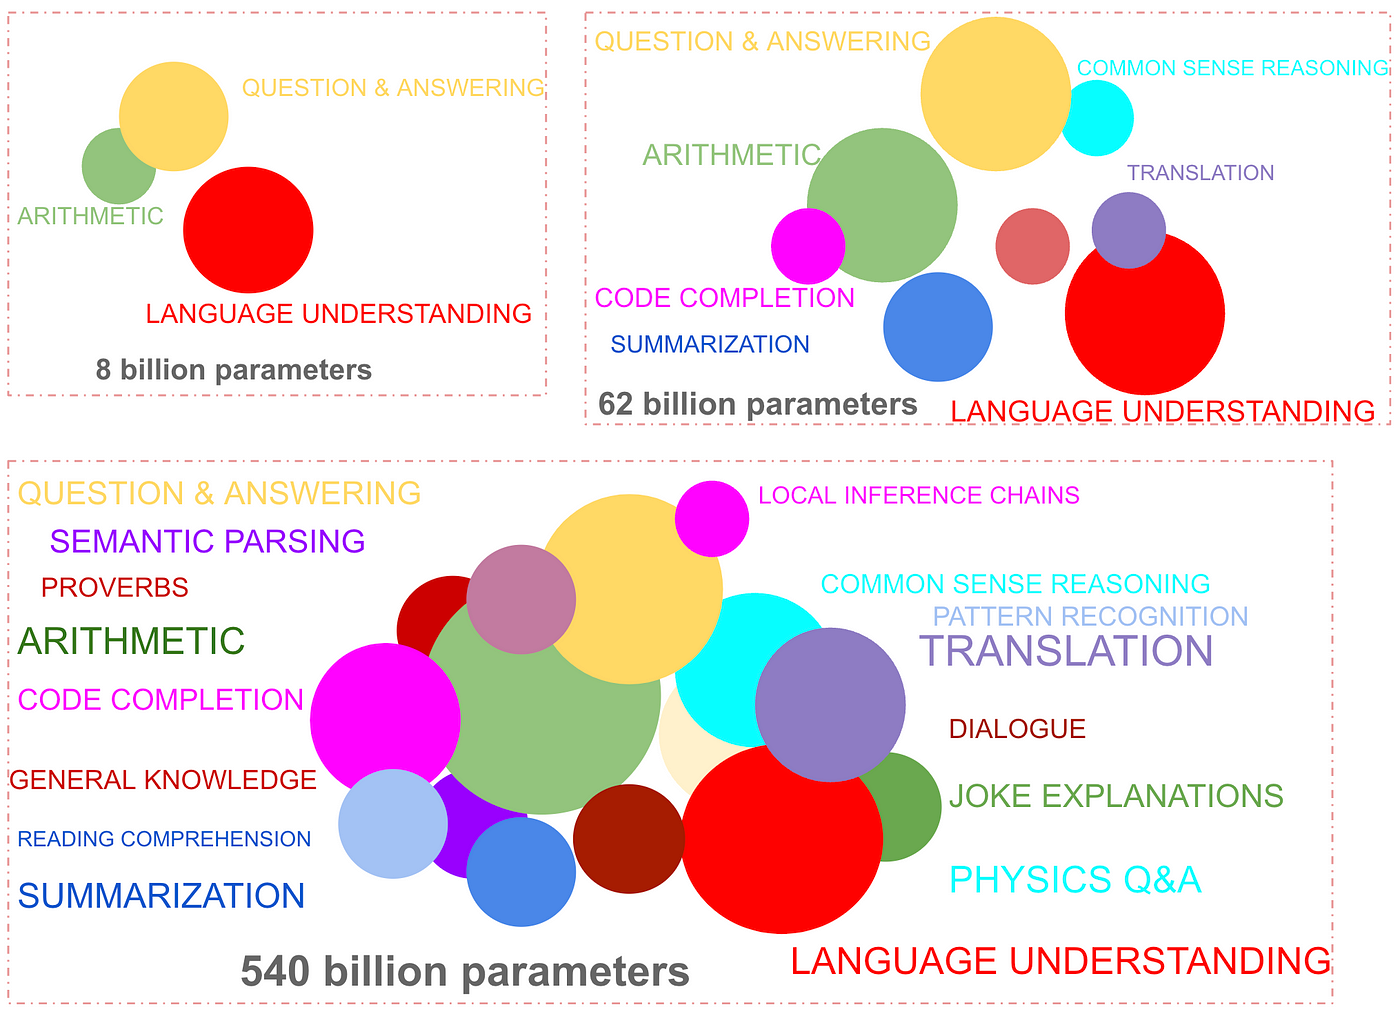 QUESTION & ANSWERING
ARITHMETIC
LANGUAGE UNDERSTANDING
8 billion parameters
QUESTION & ANSWERING
COMMON SENSE REASONING
ARITHMETIC
TRANSLATION
CODE COMPLETION
SUMMARIZATION
62 billion parameters
LANGUAGE UNDERSTANDING
QUESTION & ANSWERING
LOCAL INFERENCE CHAINS
SEMANTIC PARSING
PROVERBS
COMMON SENSE REASONING
PATTERN RECOGNITION
ARITHMETIC
TRANSLATION
CODE COMPLETION
DIALOGUE
GENERAL KNOWLEDGE
JOKE EXPLANATIONS
READING COMPREHENSION
PHYSICS Q&A
SUMMARIZATION
LANGUAGE UNDERSTANDING
540 billion parameters